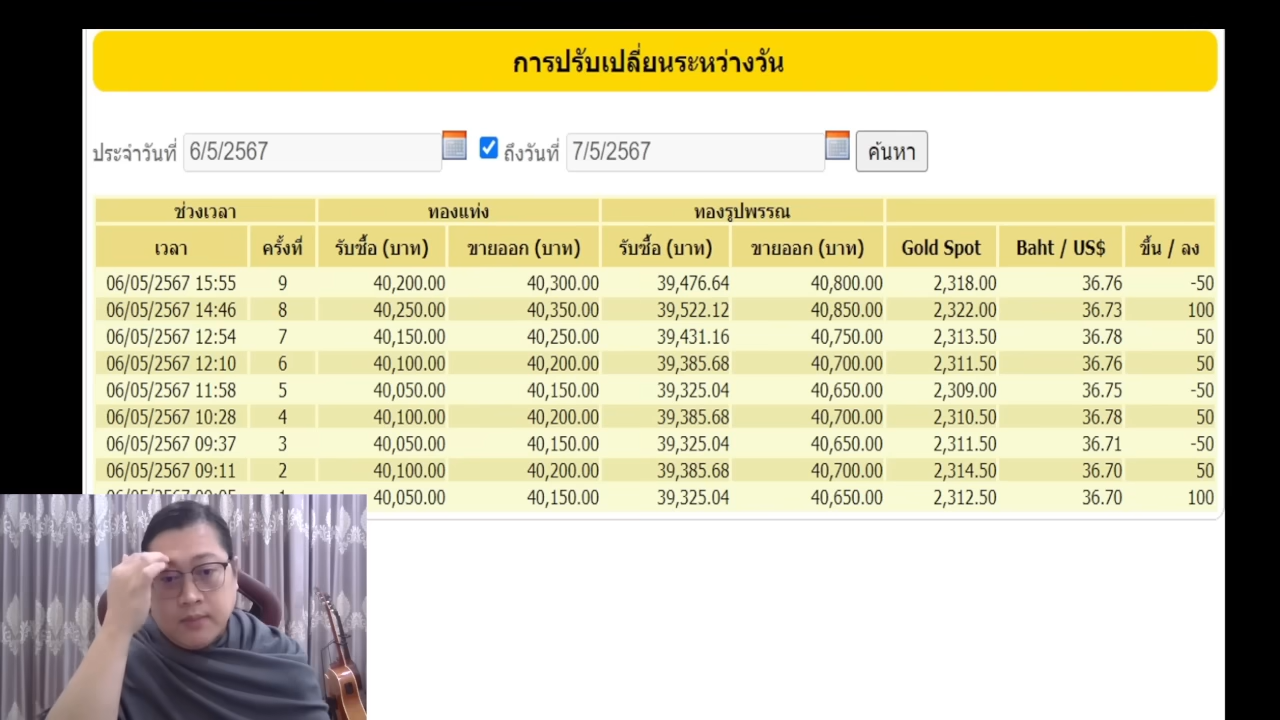 การปรับเปลี่ยนระหว่างวัน
ประจำวันที่ 6/5/2567 ถึงวันที่ 7/5/2567 ค้นหา
ช่วงเวลา ทองแท่ง ทองรูปพรรณ
เวลา ครั้งที่ รับซื้อ (บาท) ขายออก (บาท) รับซื้อ (บาท) ขายออก (บาท) Gold Spot Baht / US$ ขึ้น / ลง
06/05/2567 15:55 9 40,200.00 40,300.00 39,476.64 40,800.00 2,318.00 36.76 -50
06/05/2567 14:46 8 40,250.00 40,350.00 39,522.12 40,850.00 2,322.00 36.73 100
06/05/2567 12:54 7 40,150.00 40,250.00 39,431.16 40,750.00 2,313.50 36.78 50
06/05/2567 12:10 6 40,100.00 40,200.00 39,385.68 40,700.00 2,311.50 36.76 50
06/05/2567 11:58 5 40,050.00 40,150.00 39,325.04 40,650.00 2,309.00 36.75 -50
06/05/2567 10:28 4 40,100.00 40,200.00 39,385.68 40,700.00 2,310.50 36.78 50
06/05/2567 09:37 3 40,050.00 40,150.00 39,325.04 40,650.00 2,311.50 36.71 -50
06/05/2567 09:11 2 40,100.00 40,200.00 39,385.68 40,700.00 2,314.50 36.70 50
40,050.00 40,150.00 39,325.04 40,650.00 2,312.50 36.70 100